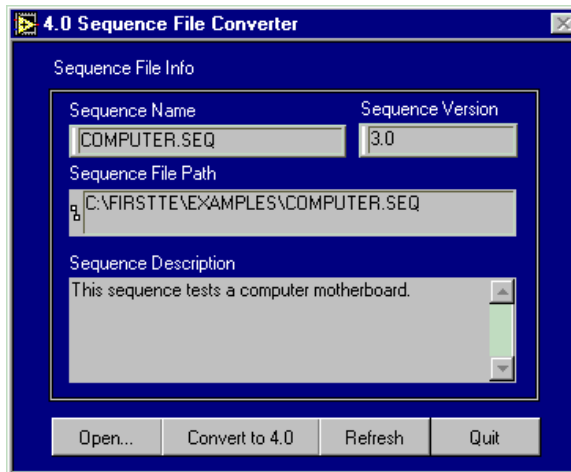 4.0 Sequence File Converter
Sequence File Info
Sequence Name
Sequence Version
COMPUTER.SEQ
3.0
Sequence File Path
C:\FIRSTTE\EXAMPLES\COMPUTER.SEQ
Sequence Description
This sequence tests a computer motherboard.
Open...
Convert to 4.0
Refresh
Quit